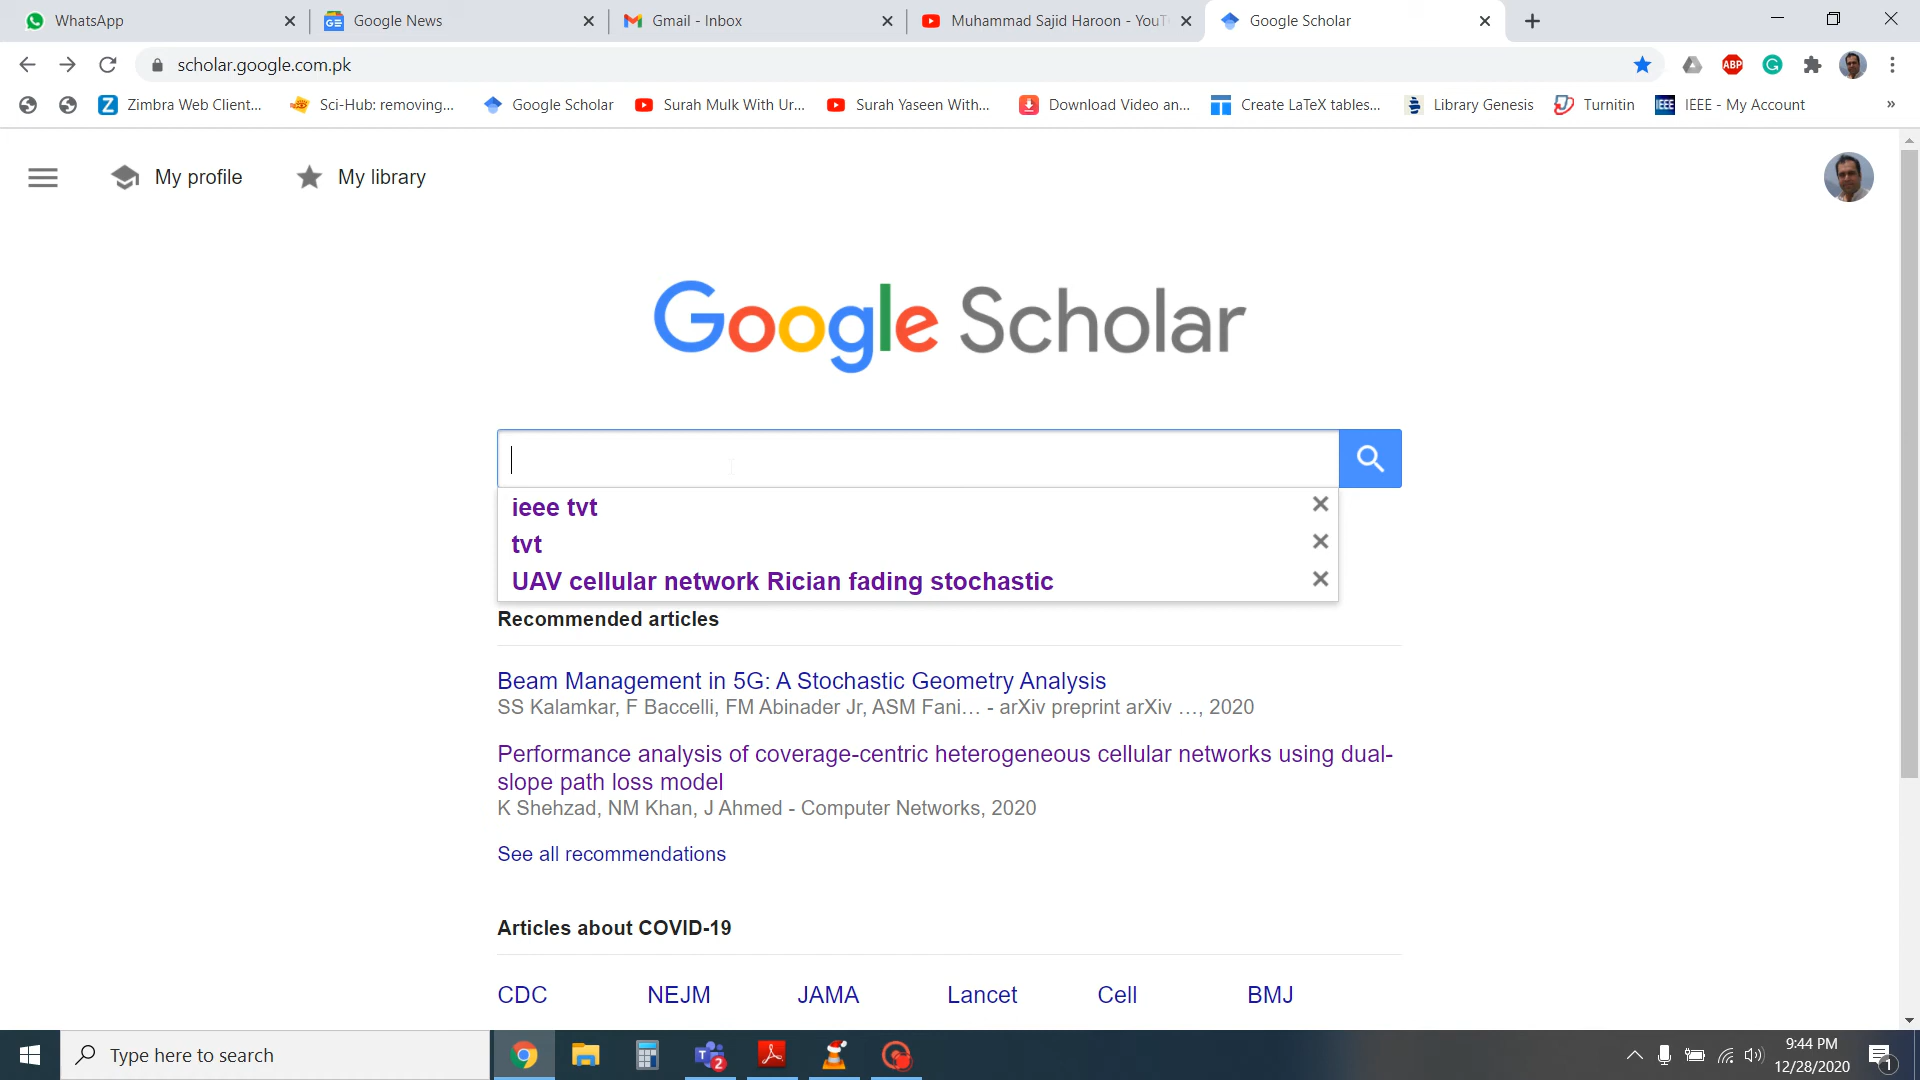 WhatsApp
Google News
Gmail - Inbox
Muhammad Sajid Haroon - YouT
Google Scholar
scholar.google.com.pk
ABP
Zimbra Web Client...
Sci-Hub: removing...
Google Scholar
Surah Mulk With Ur...
Surah Yaseen With...
Download Video an...
Create LaTeX tables...
Library Genesis
Turnitin
IEEE
IEEE - My Account
»
My profile
My library
Google Scholar
ieee tvt
tvt
UAV cellular network Rician fading stochastic
Recommended articles
Beam Management in 5G: A Stochastic Geometry Analysis
SS Kalamkar, F Baccelli, FM Abinader Jr, ASM Fani… - arXiv preprint arXiv …, 2020
Performance analysis of coverage-centric heterogeneous cellular networks using dual-
slope path loss model
K Shehzad, NM Khan, J Ahmed - Computer Networks, 2020
See all recommendations
Articles about COVID-19
CDC NEJM JAMA Lancet Cell BMJ
Type here to search
2
9:44 PM
12/28/2020
1